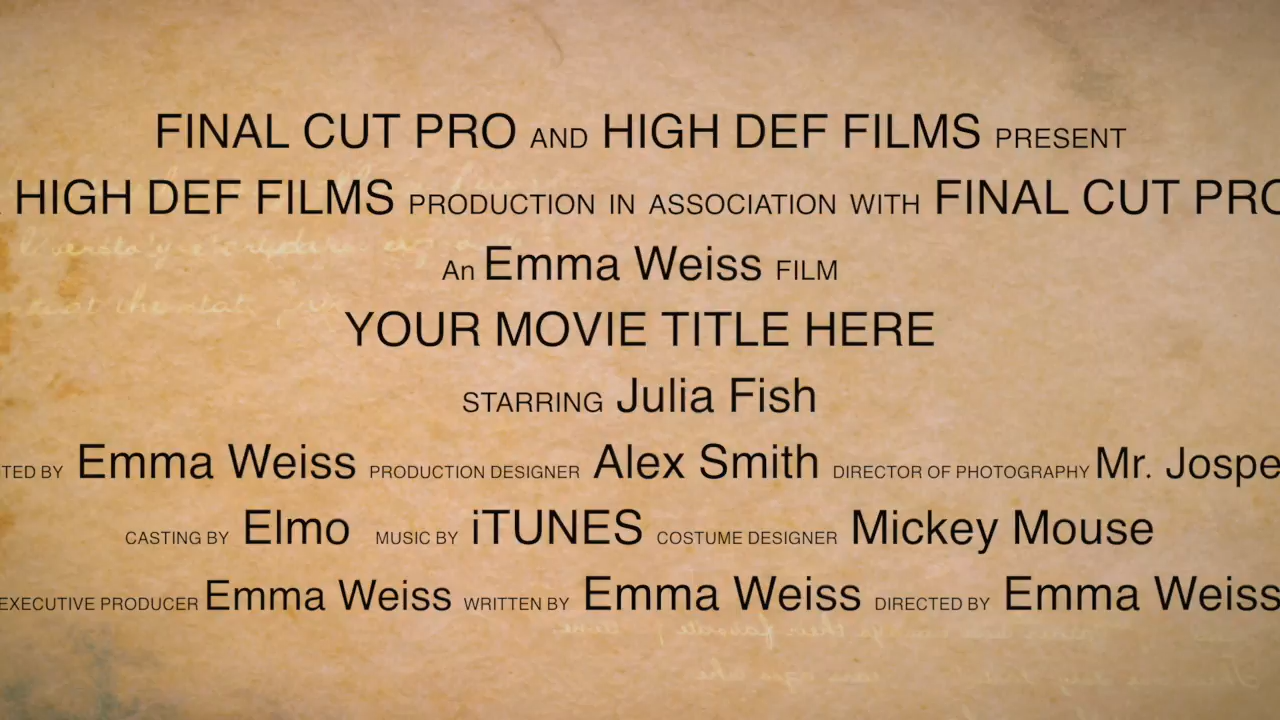 FINAL CUT PRO AND HIGH DEF FILMS PRESENT
HIGH DEF FILMS PRODUCTION IN ASSOCIATION WITH FINAL CUT PRO
An Emma Weiss FILM
YOUR MOVIE TITLE HERE
STARRING Julia Fish
TED BY Emma Weiss PRODUCTION DESIGNER Alex Smith DIRECTOR OF PHOTOGRAPHY Mr. Jospe
CASTING BY Elmo MUSIC BY iTUNES COSTUME DESIGNER Mickey Mouse
EXECUTIVE PRODUCER Emma Weiss WRITTEN BY Emma Weiss DIRECTED BY Emma Weiss